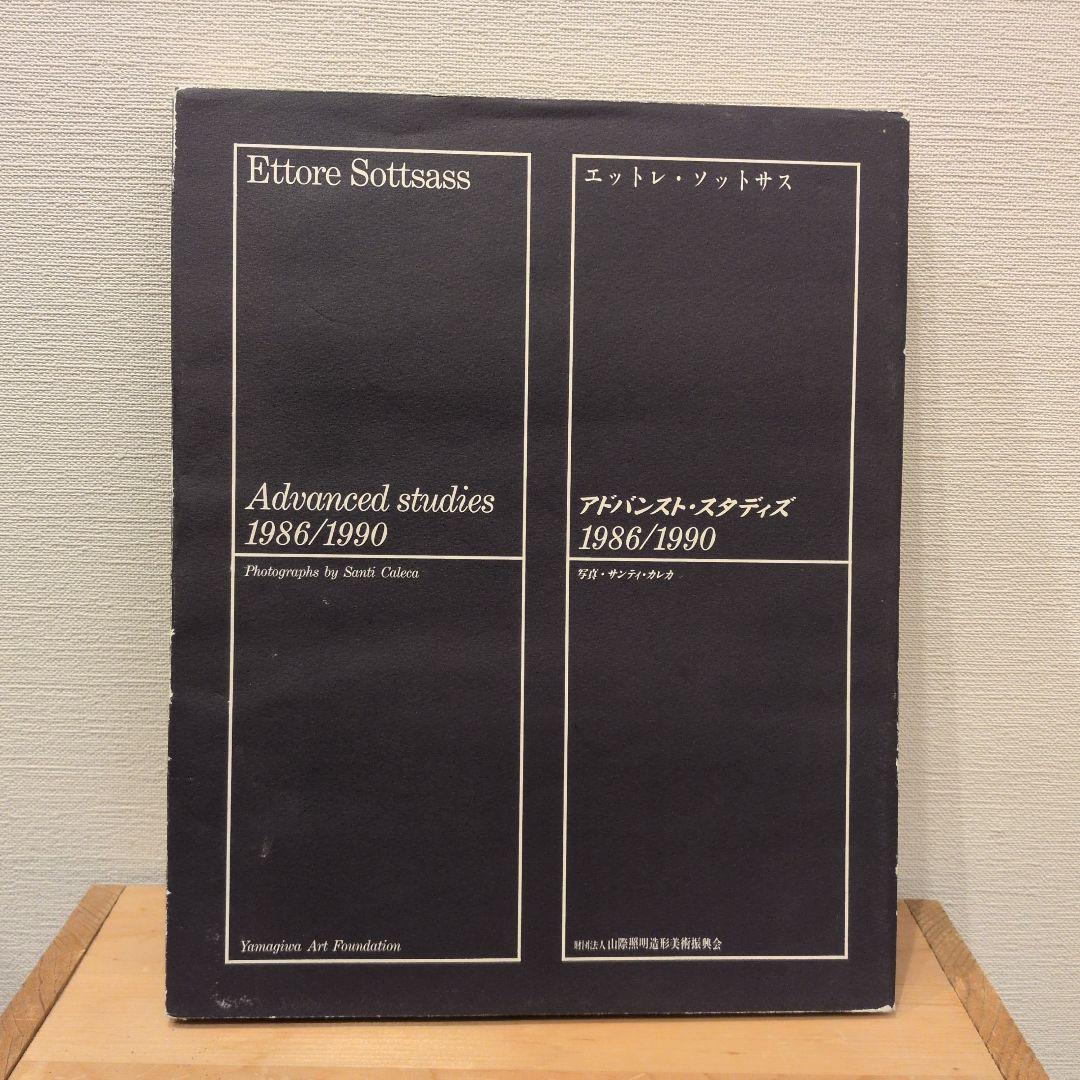 Ettore Sottsass
Advanced studies
1986/1990
Photographs by Santi Caleca
Yamagiwa Art Foundation
エットレ・ソットサス
アドバンスト・スタディズ
1986/1990
写真・サンティ・カレカ
財団法人 山際照明造形美術振興会